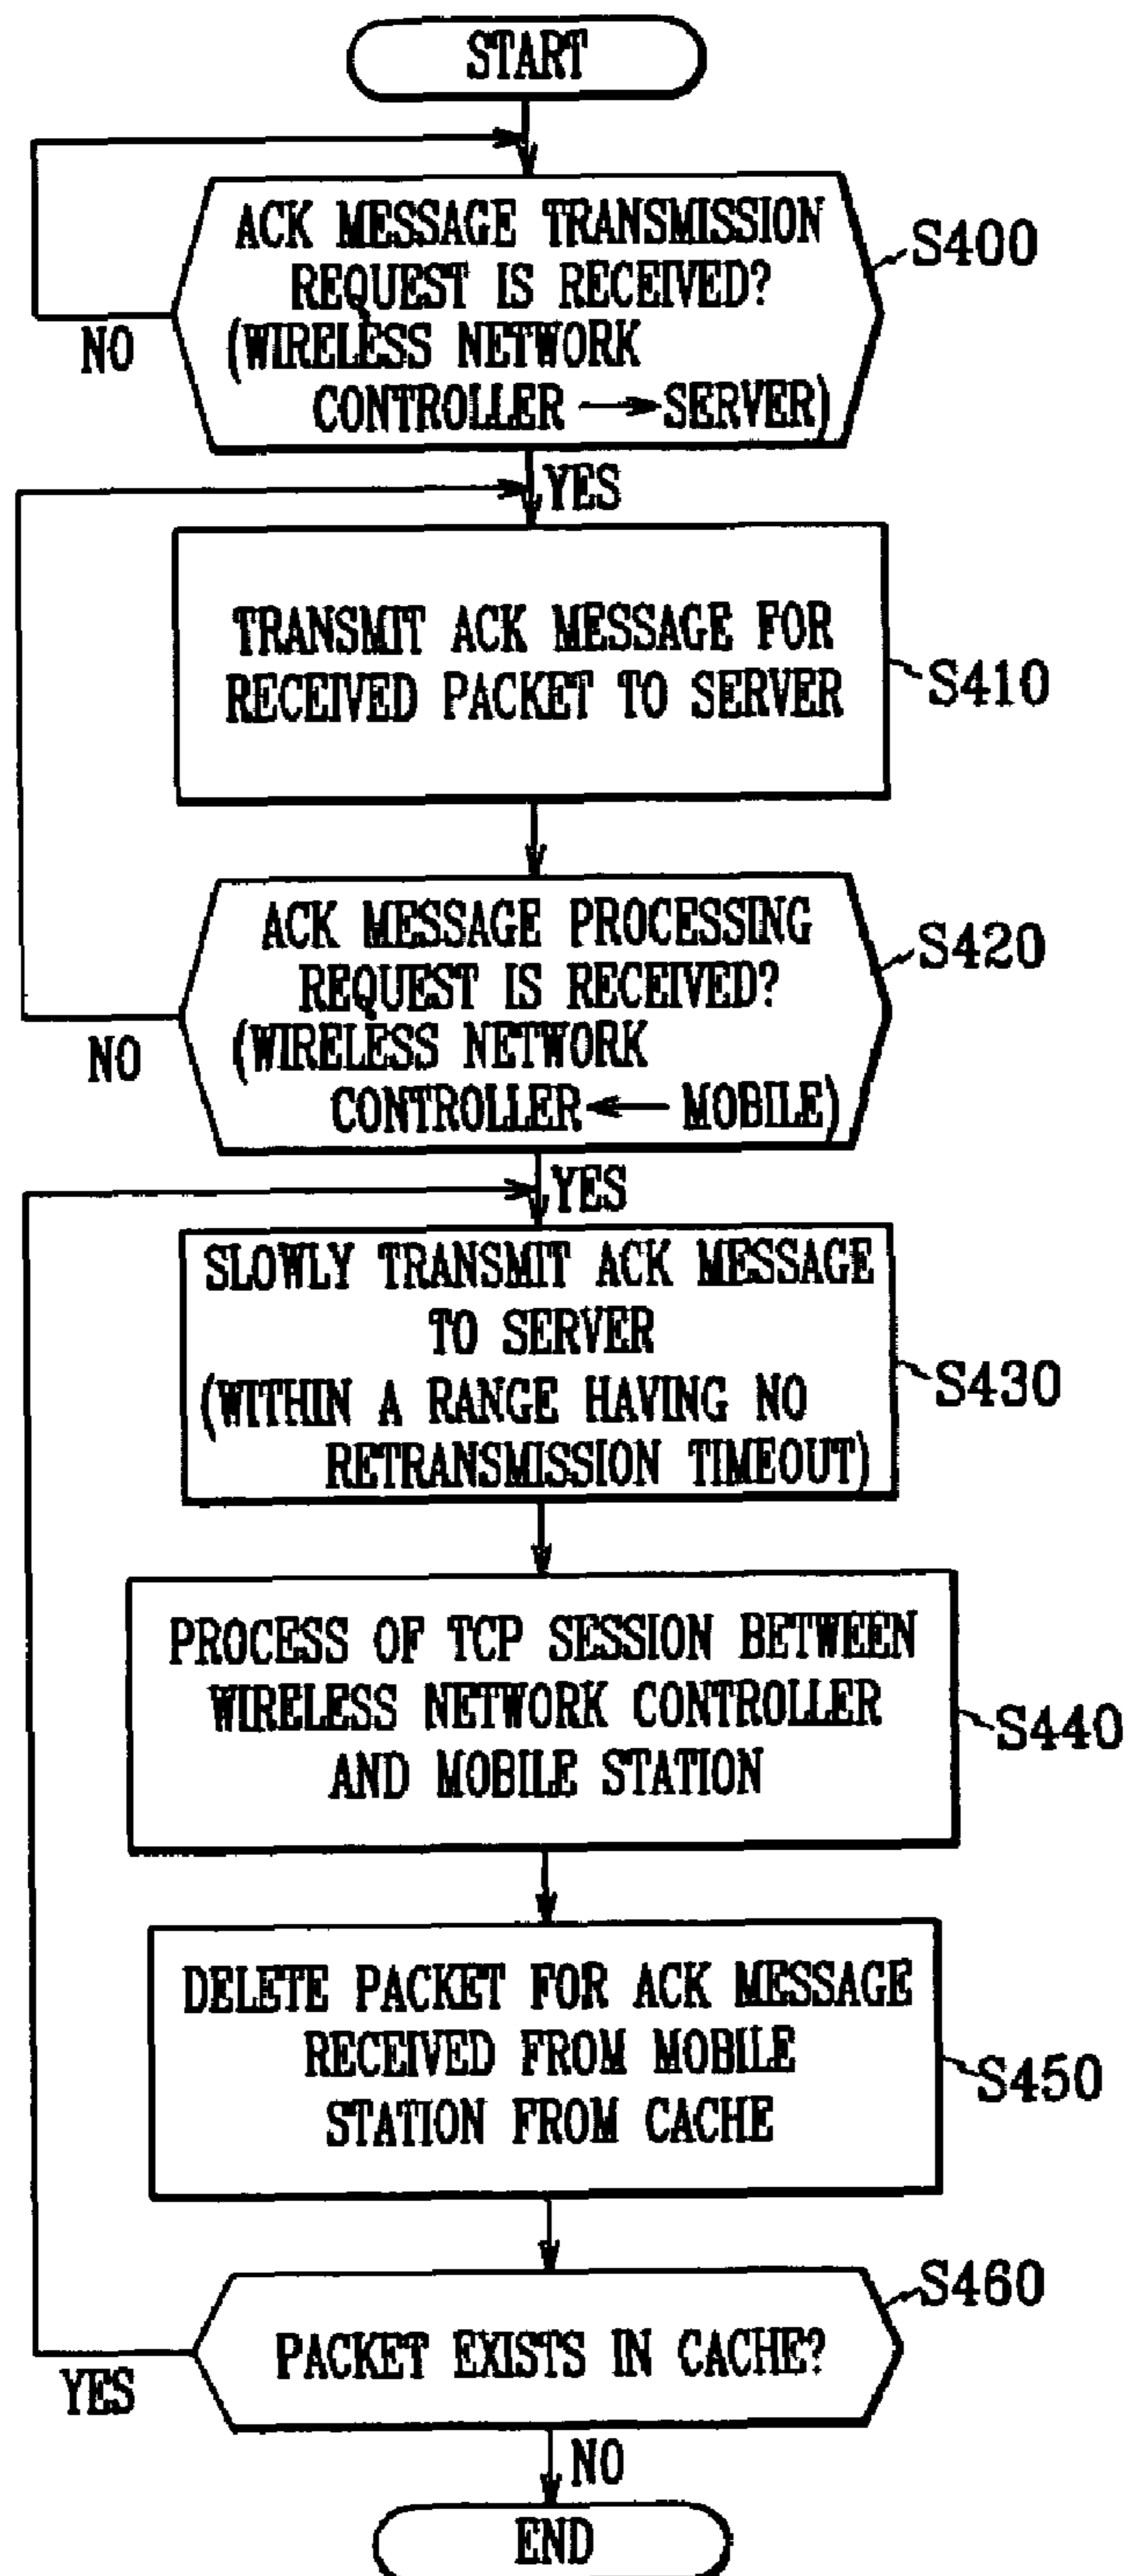 START
ACK MESSAGE TRANSMISSION
REQUEST IS RECEIVED?
(WIRELESS NETWORK
CONTROLLER → SERVER)
S400
NO
YES
TRANSMIT ACK MESSAGE FOR
RECEIVED PACKET TO SERVER
S410
ACK MESSAGE PROCESSING
REQUEST IS RECEIVED?
(WIRELESS NETWORK
CONTROLLER ← MOBILE)
S420
NO
YES
SLOWLY TRANSMIT ACK MESSAGE
TO SERVER
(WITHIN A RANGE HAVING NO
RETRANSMISSION TIMEOUT)
S430
PROCESS OF TCP SESSION BETWEEN
WIRELESS NETWORK CONTROLLER
AND MOBILE STATION
S440
DELETE PACKET FOR ACK MESSAGE
RECEIVED FROM MOBILE
STATION FROM CACHE
S450
S460
PACKET EXISTS IN CACHE?
YES
NO
END